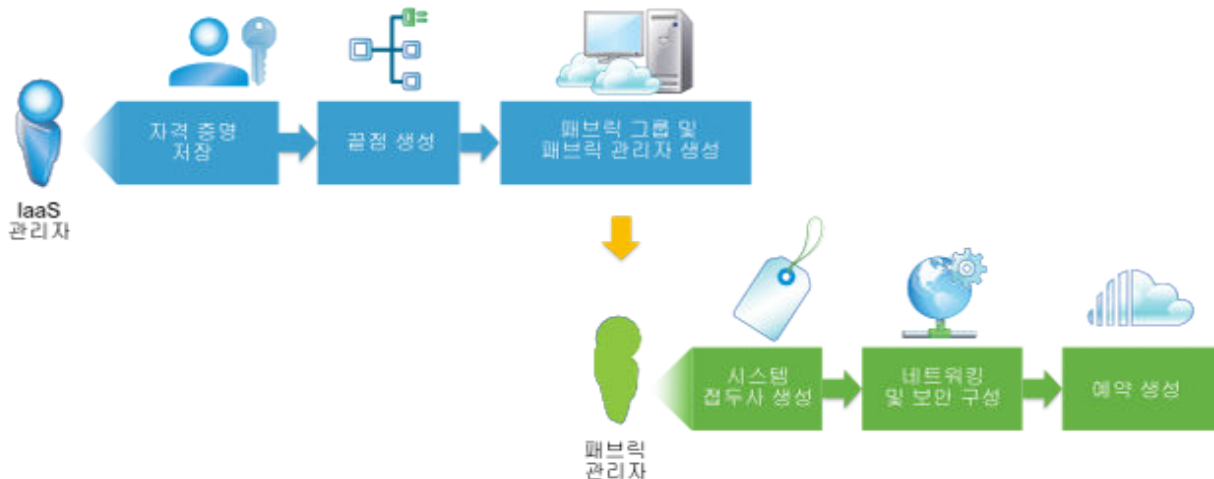 자격 증명
저장
끝점 생성
패브릭 그룹 및
패브릭 관리자 생성
IaaS
관리자
시스템
접두사 생성
네트워킹
및 보안 구성
예약 생성
패브릭
관리자